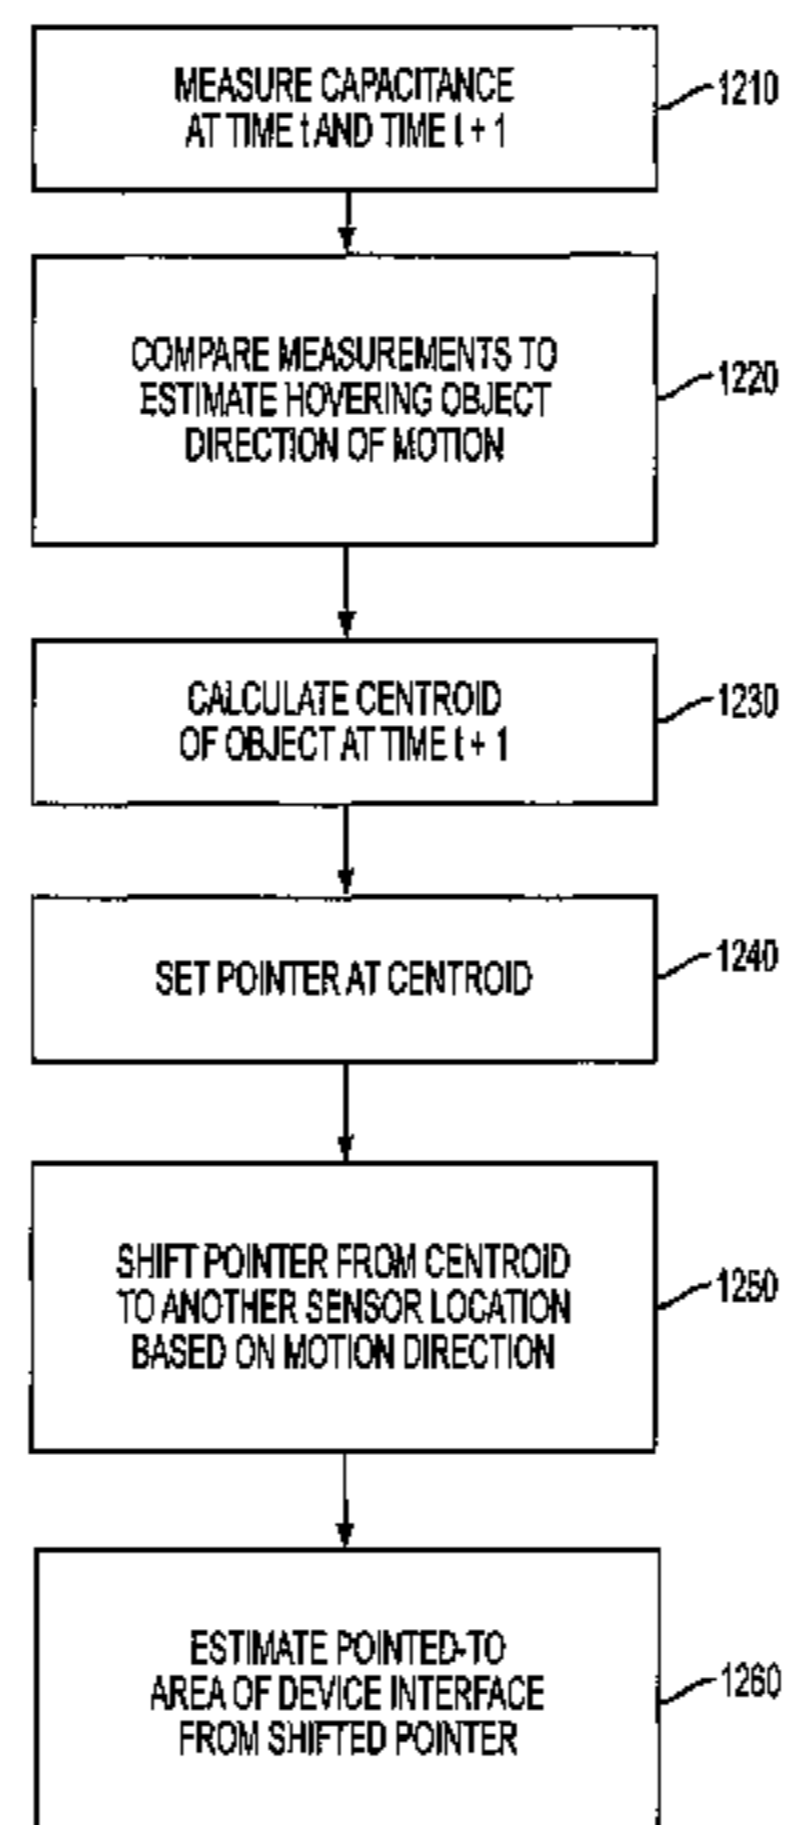 MEASURE CAPACITANCE
AT TIME t AND TIME t + 1
1210
COMPARE MEASUREMENTS TO
ESTIMATE HOVERING OBJECT
DIRECTION OF MOTION
1220
CALCULATE CENTROID
OF OBJECT AT TIME t + 1
1230
SET POINTER AT CENTROID
1240
SHIFT POINTER FROM CENTROID
TO ANOTHER SENSOR LOCATION
BASED ON MOTION DIRECTION
1250
ESTIMATE POINTED-TO
AREA OF DEVICE INTERFACE
FROM SHIFTED POINTER
1260